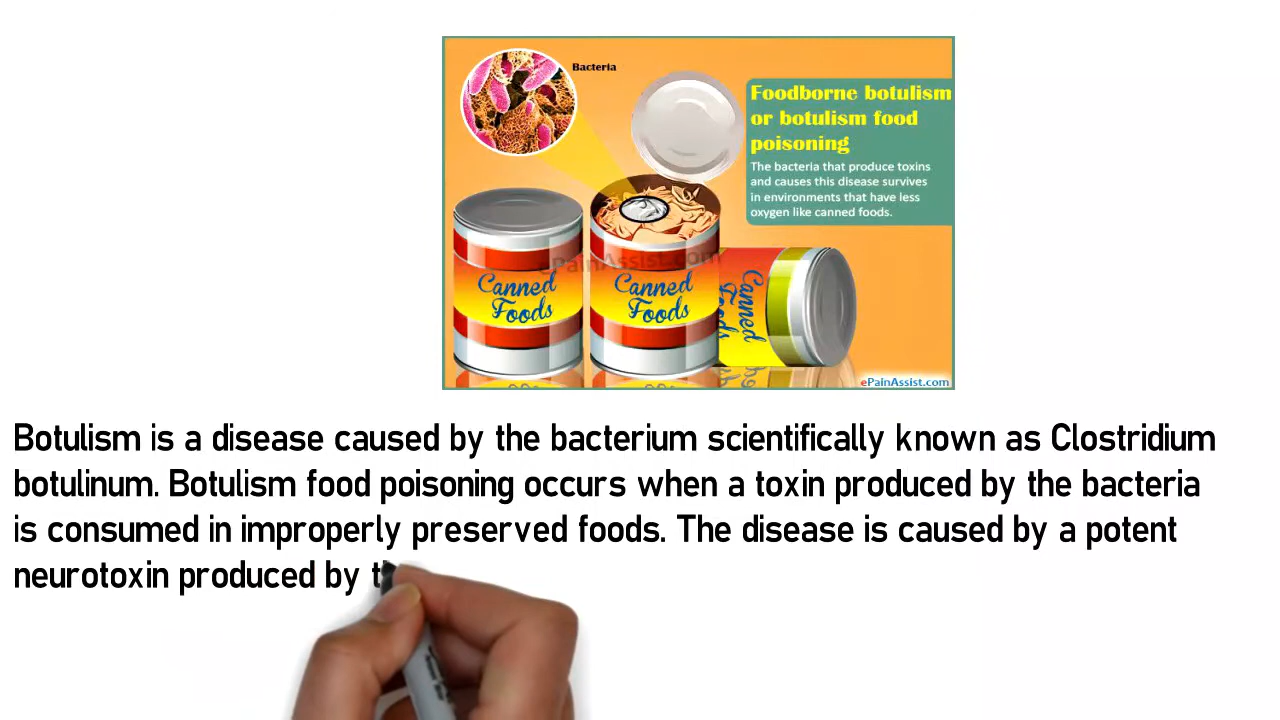 Bacteria
Foodborne botulism
or botulism food
poisoning
The bacteria that produce toxins
and causes this disease survives
in environments that have less
oxygen like canned foods.
ePainAssist.com
Canned
Foods
Canned
Foods
Canned
Foods
ePainAssist.com
Botulism is a disease caused by the bacterium scientifically known as Clostridium
botulinum. Botulism food poisoning occurs when a toxin produced by the bacteria
is consumed in improperly preserved foods. The disease is caused by a potent
neurotoxin produced by